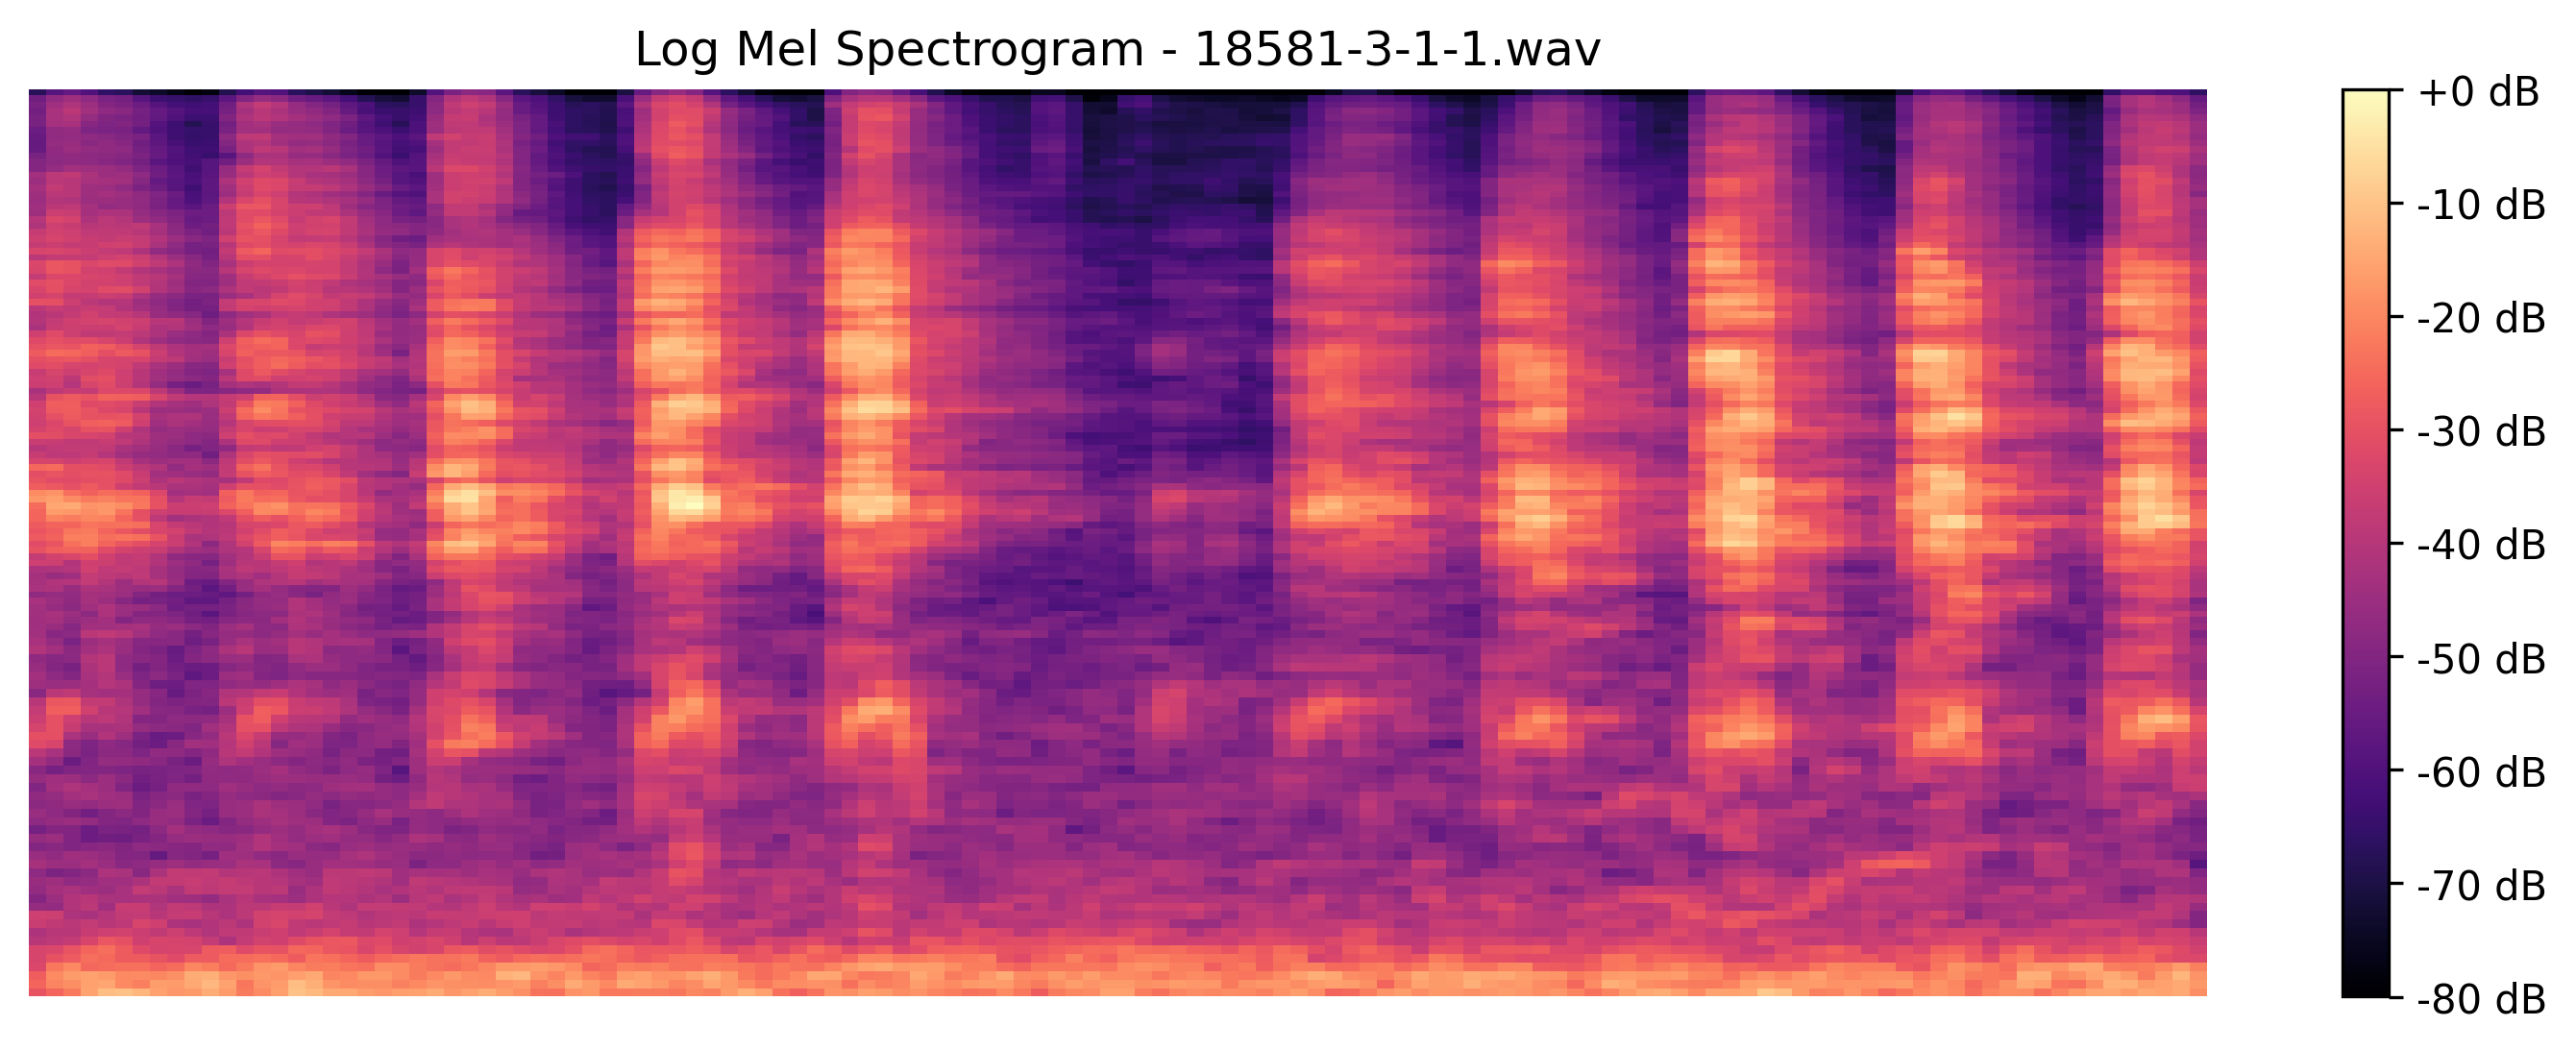 Log Mel Spectrogram - 18581-3-1-1.wav
+0 dB
-10 dB
-20 dB
-30 dB
-40 dB
-50 dB
-60 dB
-70 dB
-80 dB